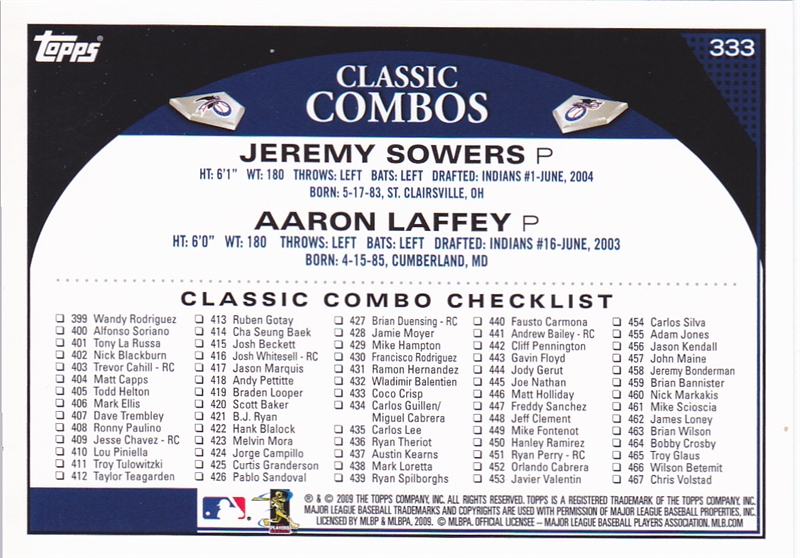 Topps
333
CLASSIC
COMBOS
JEREMY SOWERS P
HT: 6'1" WT: 180 THROWS: LEFT BATS: LEFT DRAFTED: INDIANS #1-JUNE, 2004
BORN: 5-17-83, ST. CLAIRSVILLE, OH
AARON LAFFEY P
HT: 6'0" WT: 180 THROWS: LEFT BATS: LEFT DRAFTED: INDIANS #16-JUNE, 2003
BORN: 4-15-85, CUMBERLAND, MD
CLASSIC COMBO CHECKLIST
399 Wandy Rodriguez
400 Alfonso Soriano
401 Tony La Russa
402 Nick Blackburn
403 Trevor Cahill - RC
404 Matt Capps
405 Todd Helton
406 Mark Ellis
407 Dave Trembley
408 Ronny Paulino
409 Jesse Chavez - RC
410 Lou Piniella
411 Troy Tulowitzki
412 Taylor Teagarden
413 Ruben Gotay
414 Cha Seung Baek
415 Josh Beckett
416 Josh Whitesell - RC
417 Jason Marquis
418 Andy Pettitte
419 Braden Looper
420 Scott Baker
421 B.J. Ryan
422 Hank Blalock
423 Melvin Mora
424 Jorge Campillo
425 Curtis Granderson
426 Pablo Sandoval
427 Brian Duensing - RC
428 Jamie Moyer
429 Mike Hampton
430 Francisco Rodriguez
431 Ramon Hernandez
432 Wladimir Balentien
433 Coco Crisp
434 Carlos Guillen/
Miguel Cabrera
435 Carlos Lee
436 Ryan Theriot
437 Austin Kearns
438 Mark Loretta
439 Ryan Spilborghs
440 Fausto Carmona
441 Andrew Bailey - RC
442 Cliff Pennington
443 Gavin Floyd
444 Jody Gerut
445 Joe Nathan
446 Matt Holliday
447 Freddy Sanchez
448 Jeff Clement
449 Mike Fontenot
450 Hanley Ramirez
451 Ryan Perry - RC
452 Orlando Cabrera
453 Javier Valentin
454 Carlos Silva
455 Adam Jones
456 Jason Kendall
457 John Maine
458 Jeremy Bonderman
459 Brian Bannister
460 Nick Markakis
461 Mike Scioscia
462 James Loney
463 Brian Wilson
464 Bobby Crosby
465 Troy Glaus
466 Wilson Betemit
467 Chris Volstad
® & © 2009 THE TOPPS COMPANY, INC. ALL RIGHTS RESERVED. TOPPS IS A REGISTERED TRADEMARK OF THE TOPPS COMPANY, INC.
MAJOR LEAGUE BASEBALL TRADEMARKS AND COPYRIGHTS ARE USED WITH PERMISSION OF MAJOR LEAGUE BASEBALL PROPERTIES, INC.
LICENSED BY MLBP & MLBPA, 2009. © MLBPA. OFFICIAL LICENSEE – MAJOR LEAGUE BASEBALL PLAYERS ASSOCIATION. MLB.COM